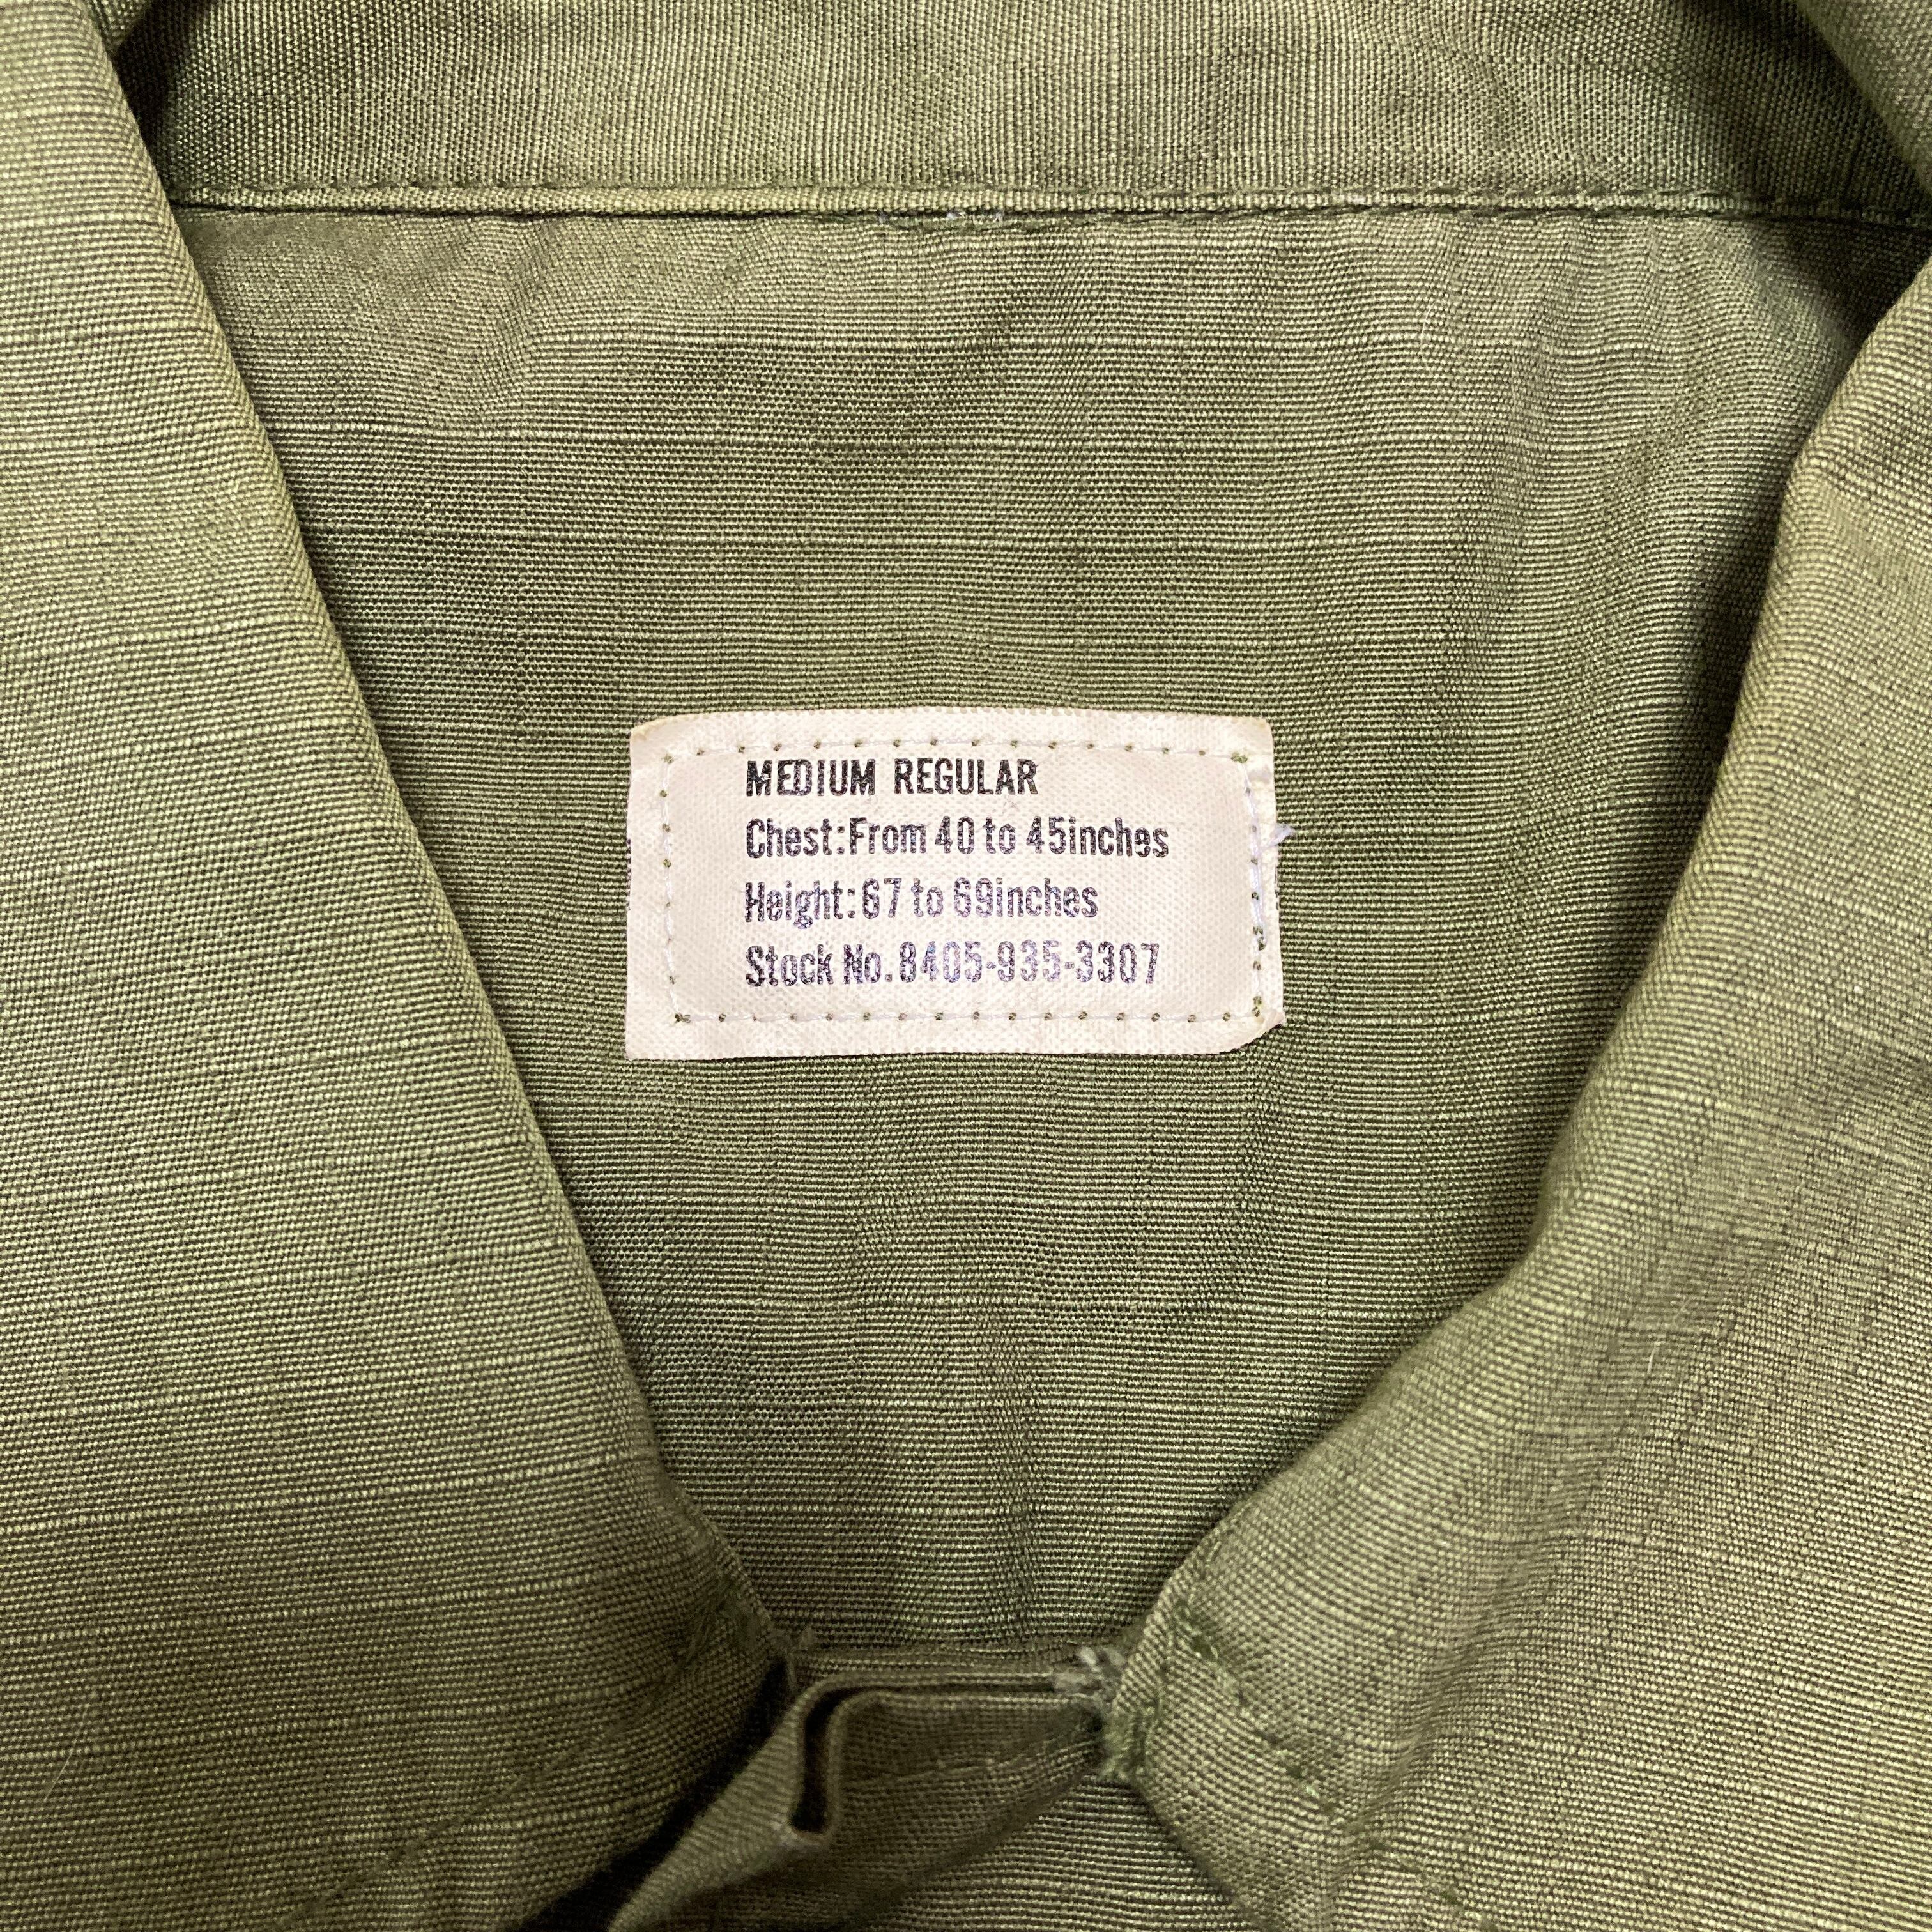 MEDIUM REGULAR
Chest:From 40 to 45inches
Height:67 to 69inches
Stock No.8405-935-3307